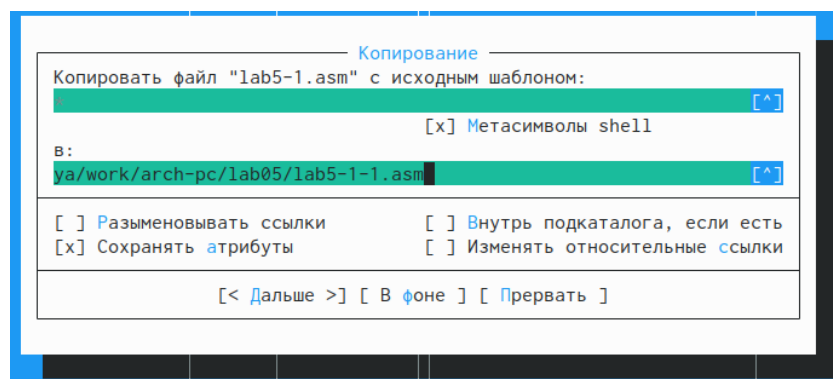 Копирование
Копировать файл "lab5-1.asm" с исходным шаблоном:
* [^]
[x] Метасимволы shell
в:
ya/work/arch-pc/lab05/lab5-1-1.asm [^]
[ ] Разыменовывать ссылки [ ] Внутрь подкаталога, если есть
[x] Сохранять атрибуты [ ] Изменять относительные ссылки
[< Дальше >] [ В фоне ] [ Прервать ]